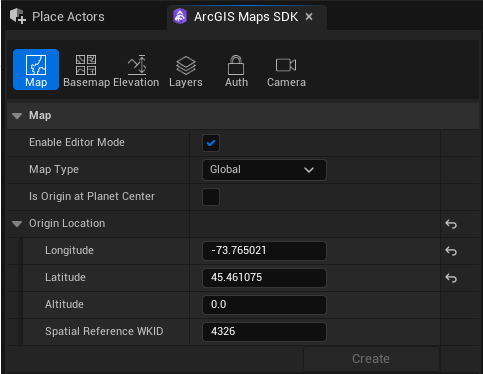 Place Actors ArcGIS Maps SDK
Map Basemap Elevation Layers Auth Camera
Map
Enable Editor Mode
Map Type Global
Is Origin at Planet Center
Origin Location
Longitude -73.765021
Latitude 45.461075
Altitude 0.0
Spatial Reference WKID 4326
Create